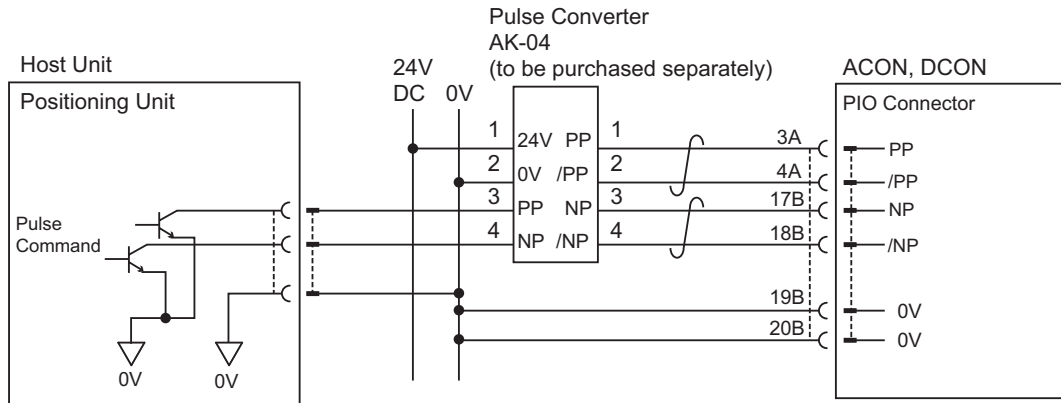 Pulse Converter
AK-04
(to be purchased separately)
Host Unit
24V
DC
0V
ACON, DCON
Positioning Unit
PIO Connector
1
24V
PP
1
3A
PP
2
0V
/PP
2
4A
/PP
3
PP
NP
3
17B
NP
4
NP
/NP
4
18B
/NP
Pulse
Command
19B
0V
20B
0V
0V
0V